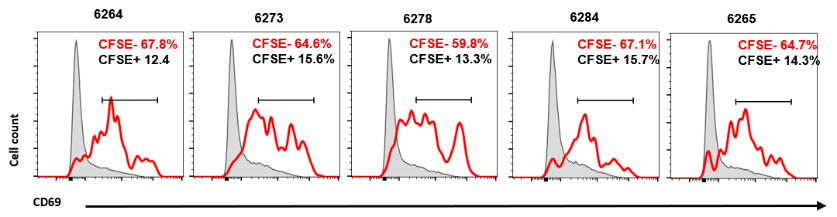 6264
6273
6278
6284
6265
CFSE- 67.8%
CFSE+ 12.4
CFSE- 64.6%
CFSE+ 15.6%
CFSE- 59.8%
CFSE+ 13.3%
CFSE- 67.1%
CFSE+ 15.7%
CFSE- 64.7%
CFSE+ 14.3%
Cell count
CD69